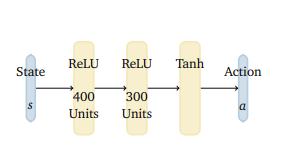 State
s
ReLU
400
Units
ReLU
300
Units
Tanh
Action
a